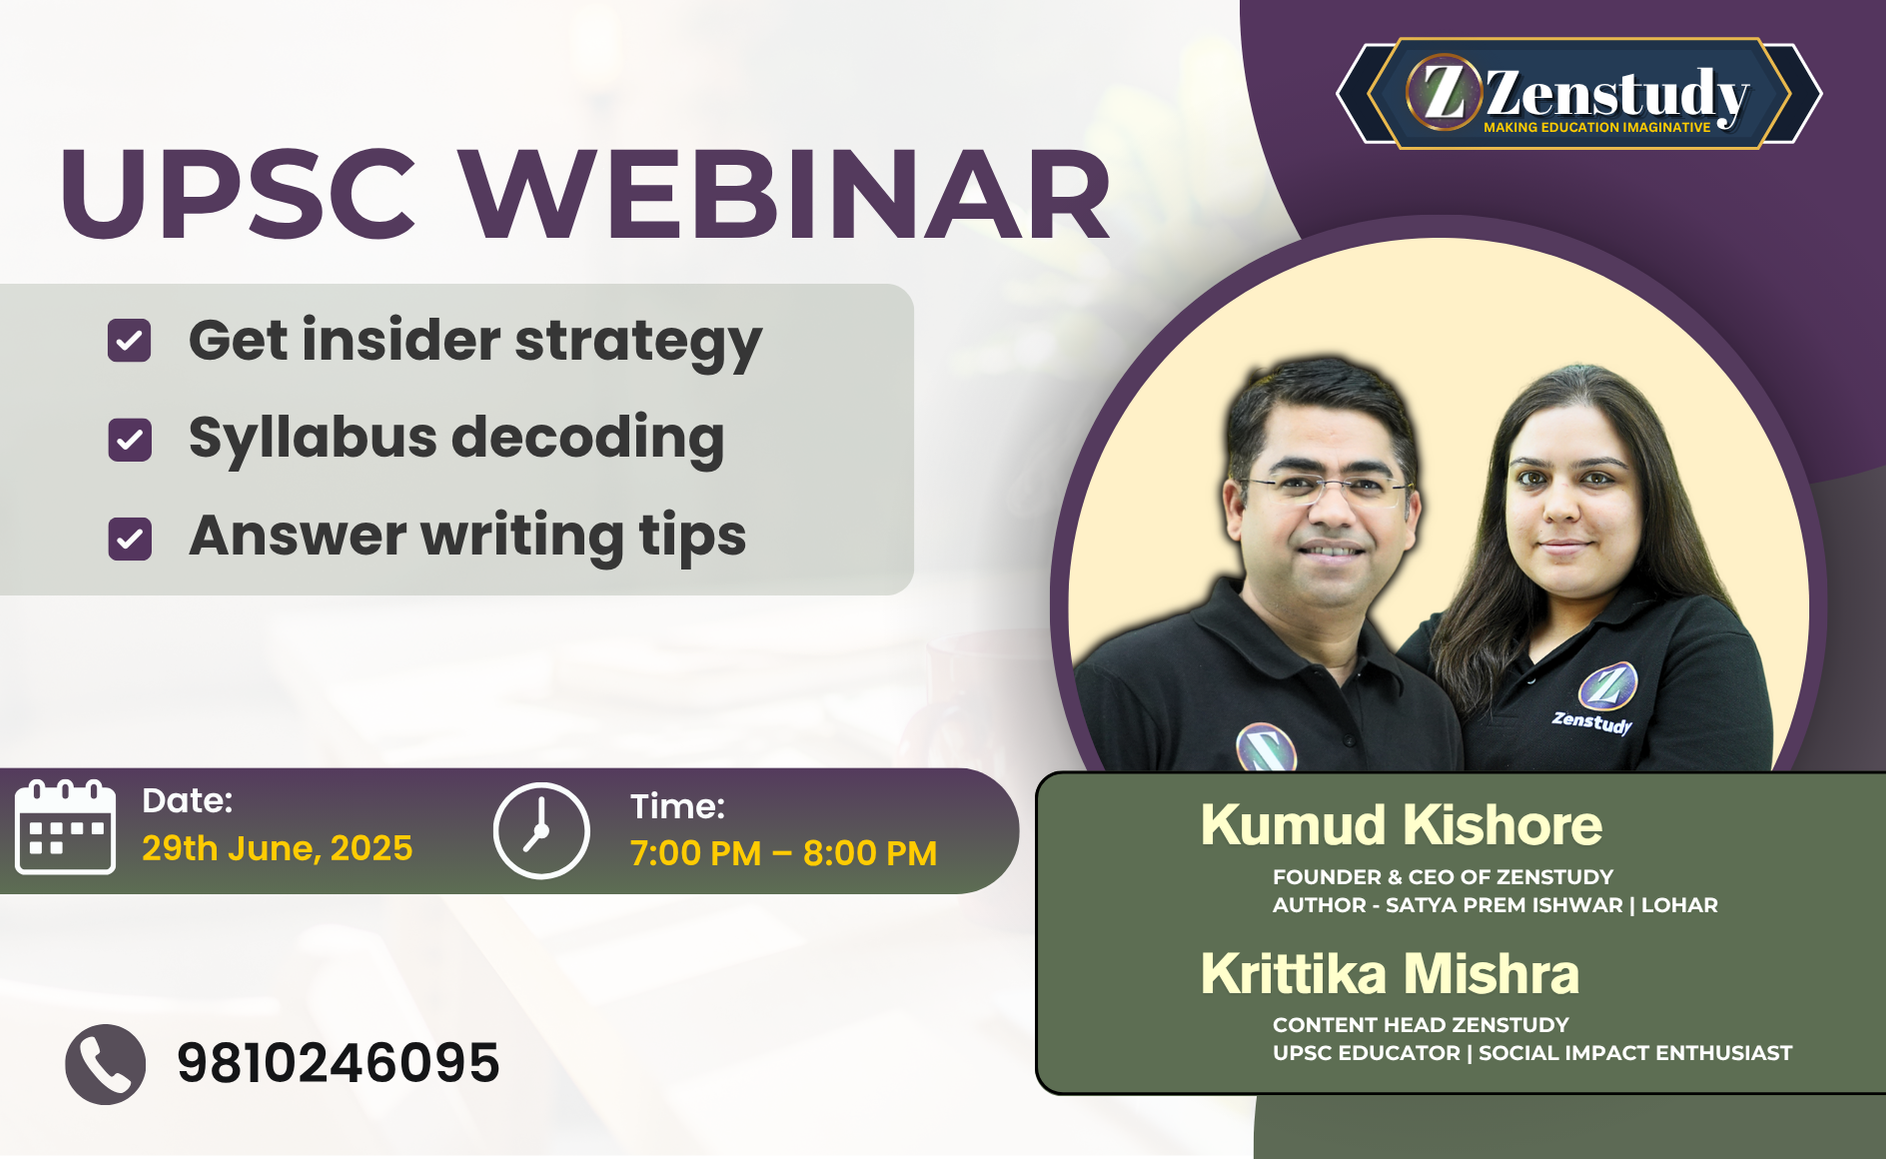 Z Zenstudy
MAKING EDUCATION IMAGINATIVE
UPSC WEBINAR
Get insider strategy
Syllabus decoding
Answer writing tips
Z
Zenstudy
Date:
29th June, 2025
Time:
7:00 PM – 8:00 PM
Kumud Kishore
FOUNDER & CEO OF ZENSTUDY
AUTHOR - SATYA PREM ISHWAR | LOHAR
Krittika Mishra
CONTENT HEAD ZENSTUDY
UPSC EDUCATOR | SOCIAL IMPACT ENTHUSIAST
9810246095